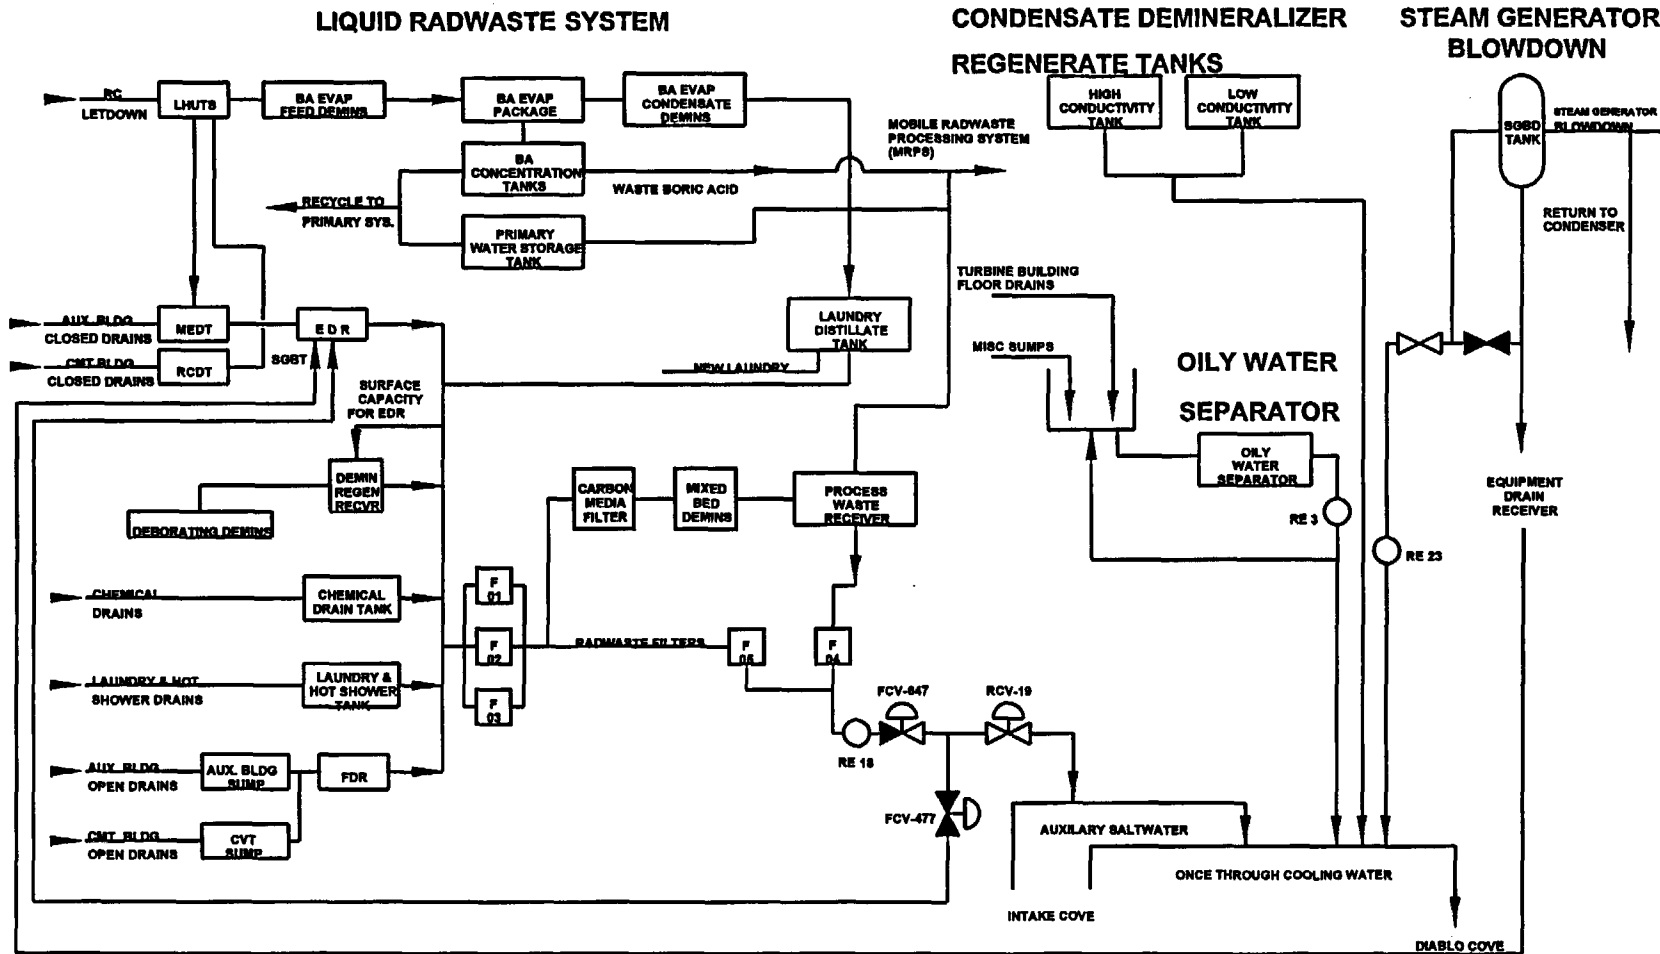 LIQUID RADWASTE SYSTEM
CONDENSATE DEMINERALIZER
REGENERATE TANKS
STEAM GENERATOR
BLOWDOWN
RC
LETDOWN
LHUTS
BA EVAP
FEED DEMINS
BA EVAP
PACKAGE
BA EVAP
CONDENSATE
DEMINS
HIGH
CONDUCTIVITY
TANK
LOW
CONDUCTIVITY
TANK
SGBD
TANK
STEAM GENERATOR
BLOWDOWN
MOBILE RADWASTE
PROCESSING SYSTEM
(MRPS)
BA
CONCENTRATION
TANKS
WASTE BORIC ACID
RECYCLE TO
PRIMARY SYS.
PRIMARY
WATER STORAGE
TANK
RETURN TO
CONDENSER
TURBINE BUILDING
FLOOR DRAINS
AUX. BLDG
CLOSED DRAINS
MEDT
E D R
LAUNDRY
DISTILLATE
TANK
MISC SUMPS
CMT BLDG
CLOSED DRAINS
RCDT
SGBT
NEW LAUNDRY
OILY WATER
SEPARATOR
SURFACE
CAPACITY
FOR EDR
OILY
WATER
SEPARATOR
DEMIN
REGEN
RECVR
DEBORATING DEMINS
CARBON
MEDIA
FILTER
MIXED
BED
DEMINS
PROCESS
WASTE
RECEIVER
EQUIPMENT
DRAIN
RECEIVER
RE 3
RE 23
CHEMICAL
DRAINS
CHEMICAL
DRAIN TANK
F
01
F
02
F
03
RADWASTE FILTERS
F
05
F
04
LAUNDRY & HOT
SHOWER DRAINS
LAUNDRY &
HOT SHOWER
TANK
FCV-647
RCV-19
RE 18
AUX. BLDG
OPEN DRAINS
AUX. BLDG
SUMP
FDR
FCV-477
CMT. BLDG
OPEN DRAINS
CVT
SUMP
AUXILARY SALTWATER
ONCE THROUGH COOLING WATER
INTAKE COVE
DIABLO COVE